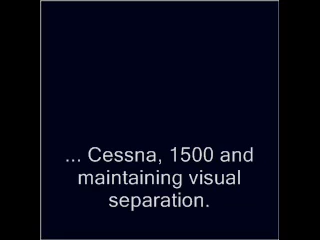 ... Cessna, 1500 and
maintaining visual
separation.